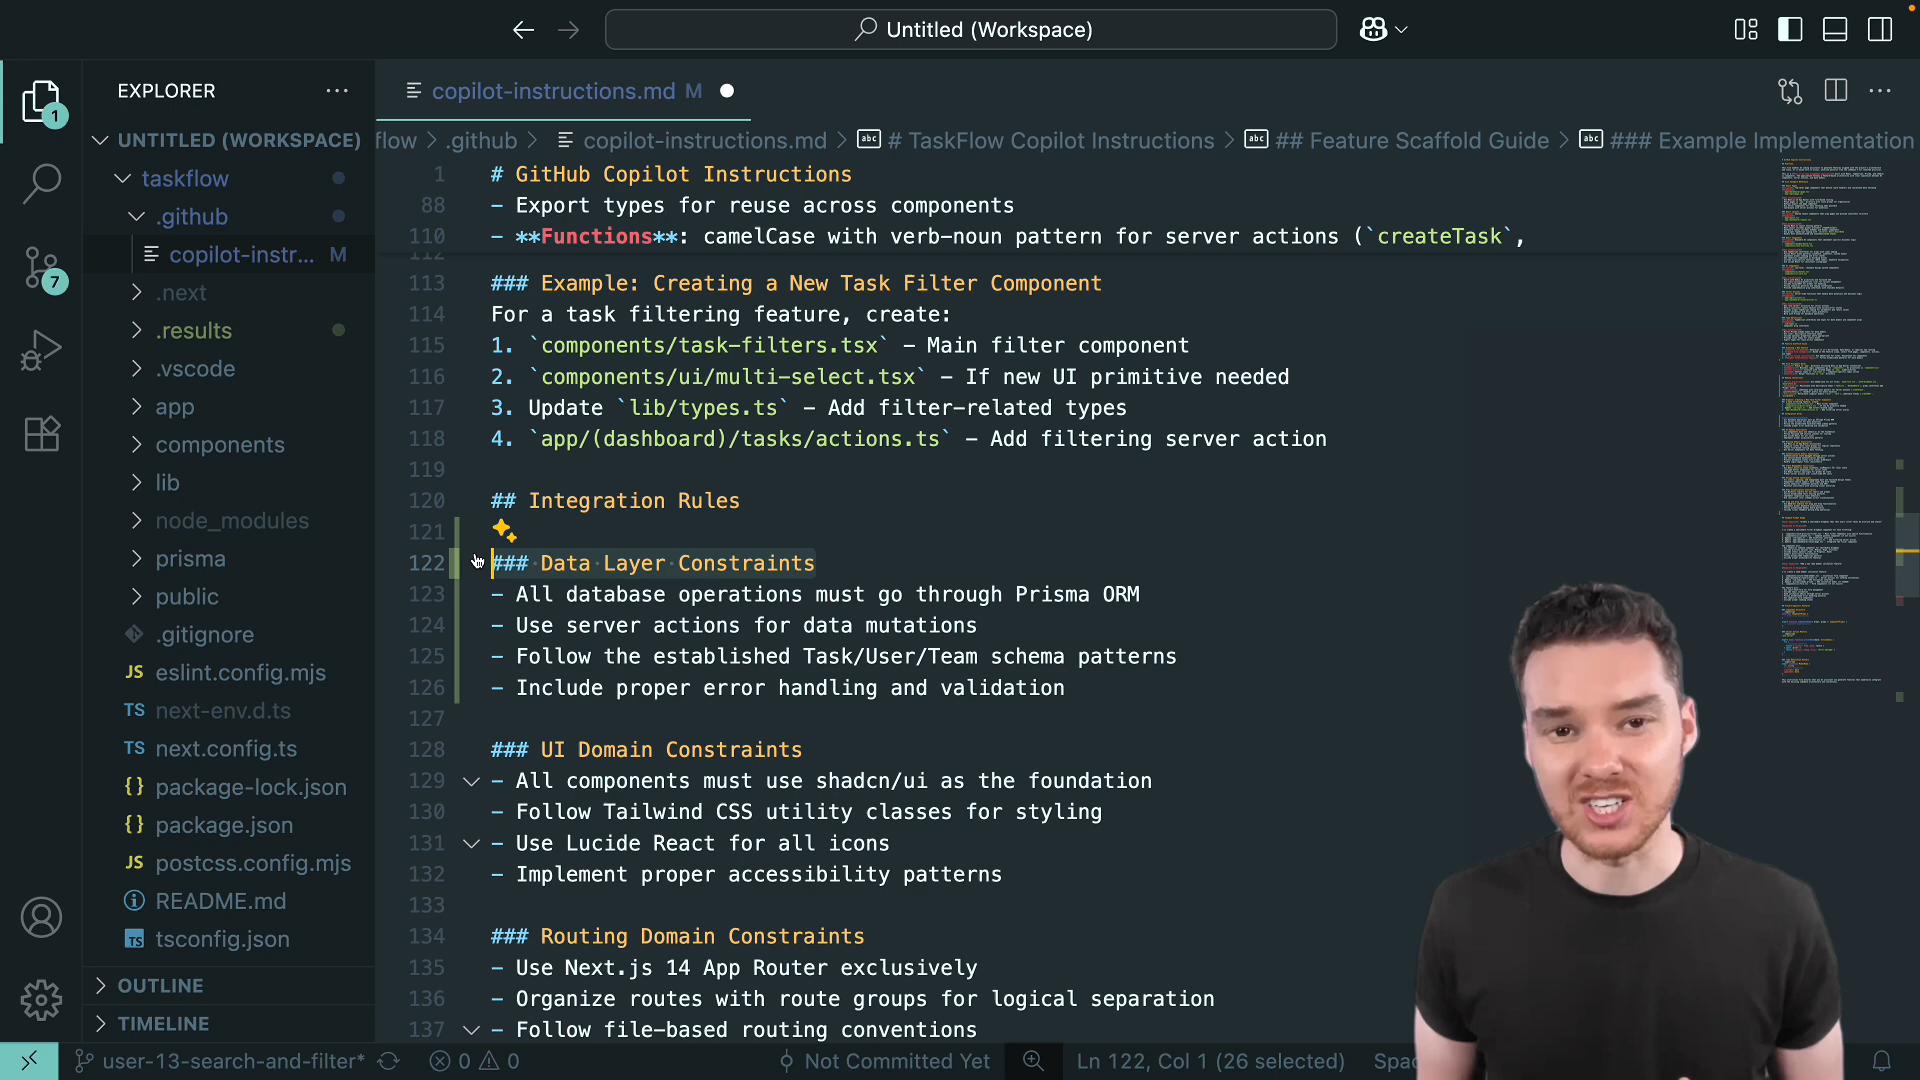 Untitled (Workspace)
EXPLORER
copilot-instructions.md M
1
UNTITLED (WORKSPACE)
flow > .github > copilot-instructions.md > # TaskFlow Copilot Instructions > ## Feature Scaffold Guide > ### Example Implementation
taskflow
.github
copilot-instr... M
.next
.results
.vscode
app
components
lib
node_modules
prisma
public
.gitignore
JS eslint.config.mjs
TS next-env.d.ts
TS next.config.ts
{} package-lock.json
{} package.json
JS postcss.config.mjs
README.md
TS tsconfig.json
OUTLINE
TIMELINE
7
1 # GitHub Copilot Instructions
88 - Export types for reuse across components
110 - **Functions**: camelCase with verb-noun pattern for server actions (`createTask`,
112
113 ### Example: Creating a New Task Filter Component
114 For a task filtering feature, create:
115 1. `components/task-filters.tsx` - Main filter component
116 2. `components/ui/multi-select.tsx` - If new UI primitive needed
117 3. Update `lib/types.ts` - Add filter-related types
118 4. `app/(dashboard)/tasks/actions.ts` - Add filtering server action
119
120 ## Integration Rules
121
122 ### Data Layer Constraints
123 - All database operations must go through Prisma ORM
124 - Use server actions for data mutations
125 - Follow the established Task/User/Team schema patterns
126 - Include proper error handling and validation
127
128 ### UI Domain Constraints
129 - All components must use shadcn/ui as the foundation
130 - Follow Tailwind CSS utility classes for styling
131 - Use Lucide React for all icons
132 - Implement proper accessibility patterns
133
134 ### Routing Domain Constraints
135 - Use Next.js 14 App Router exclusively
136 - Organize routes with route groups for logical separation
137 - Follow file-based routing conventions
user-13-search-and-filter* 0 0 Not Committed Yet Ln 122, Col 1 (26 selected) Spac